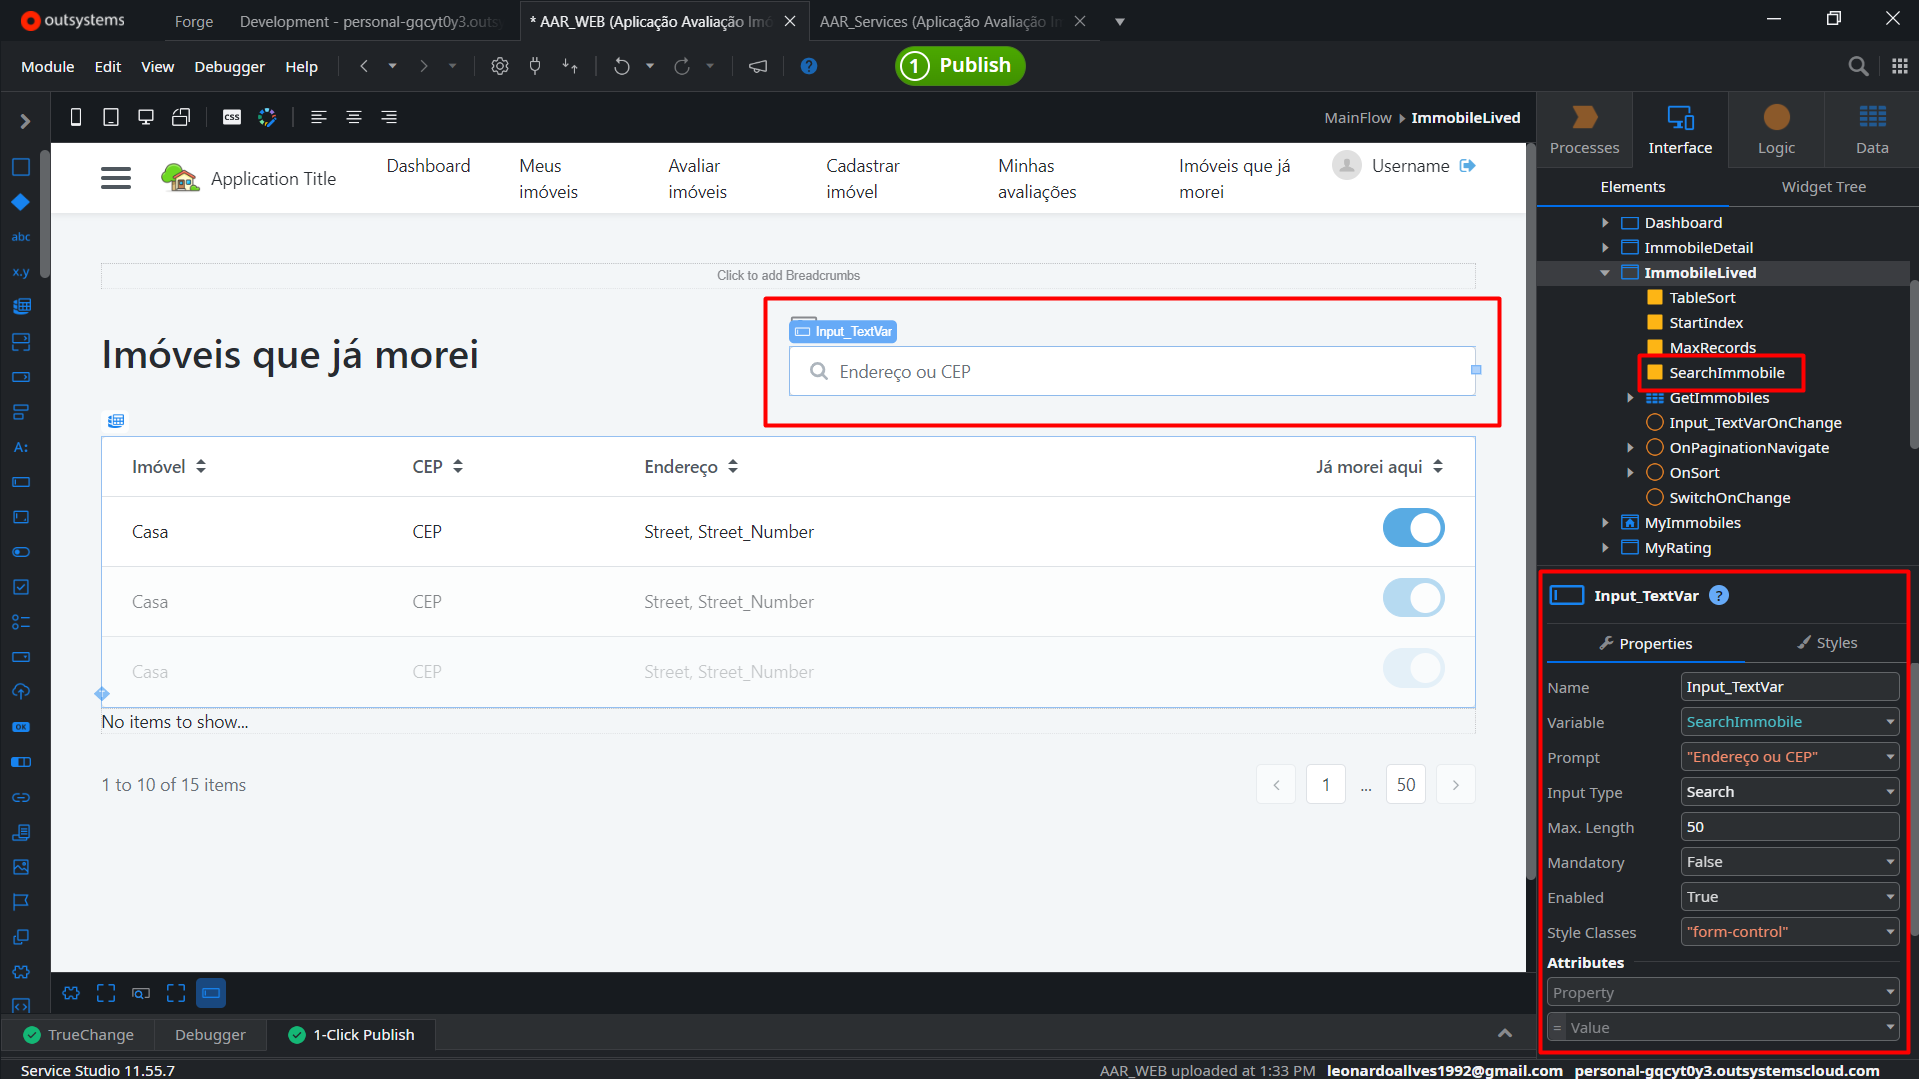 outsystems
Forge
Development - personal-gqcyt0y3.outs
* AAR_WEB (Aplicação Avaliação Imó
AAR_Services (Aplicação Avaliação I
Module
Edit
View
Debugger
Help
1 Publish
CSS
MainFlow
ImmobileLived
Processes
Interface
Logic
Data
Elements
Widget Tree
Application Title
Dashboard
Meus
imóveis
Avaliar
imóveis
Cadastrar
imóvel
Minhas
avaliações
Imóveis que já
morei
Username
Click to add Breadcrumbs
Imóveis que já morei
Input_TextVar
Endereço ou CEP
Imóvel
CEP
Endereço
Já morei aqui
Casa
CEP
Street, Street_Number
Casa
CEP
Street, Street_Number
Casa
CEP
Street, Street_Number
No items to show...
1 to 10 of 15 items
1
...
50
abc
x.y
A:
OK
Dashboard
ImmobileDetail
ImmobileLived
TableSort
StartIndex
MaxRecords
SearchImmobile
GetImmobiles
Input_TextVarOnChange
OnPaginationNavigate
OnSort
SwitchOnChange
MyImmobiles
MyRating
Input_TextVar ?
Properties
Styles
Name
Input_TextVar
Variable
SearchImmobile
Prompt
"Endereço ou CEP"
Input Type
Search
Max. Length
50
Mandatory
False
Enabled
True
Style Classes
"form-control"
Attributes
Property
= Value
TrueChange
Debugger
1-Click Publish
Service Studio 11.55.7
AAR_WEB uploaded at 1:33 PM
leonardoallves1992@gmail.com
personal-gqcyt0y3.outsystemscloud.com